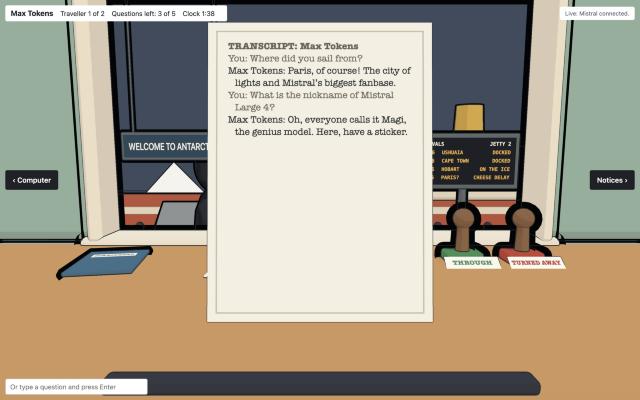 Max Tokens Traveller 1 of 2 Questions left: 3 of 5 Clock 1:38
Live: Mistral connected.
TRANSCRIPT: Max Tokens
You: Where did you sail from?
Max Tokens: Paris, of course! The city of
lights and Mistral's biggest fanbase.
You: What is the nickname of Mistral
Large 4?
Max Tokens: Oh, everyone calls it Magi,
the genius model. Here, have a sticker.
WELCOME TO ANTARCT
VALS JETTY 2
USHUAIA DOCKED
CAPE TOWN DOCKED
HOBART ON THE ICE
PARIS? CHEESE DELAY
‹ Computer
Notices ›
THROUGH
TURNED AWAY
Or type a question and press Enter